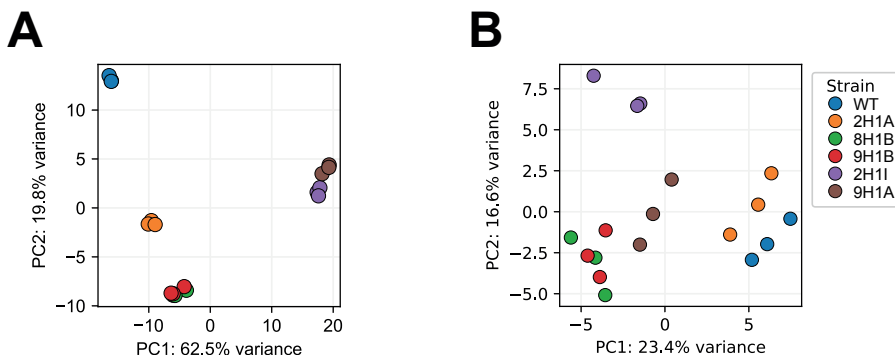 A
PC2: 19.8% variance
10
5
0
−5
−10
−10
0
10
20
PC1: 62.5% variance
B
PC2: 16.6% variance
7.5
5.0
2.5
0.0
−2.5
−5.0
−5
0
5
PC1: 23.4% variance
Strain
WT
2H1A
8H1B
9H1B
2H1I
9H1A